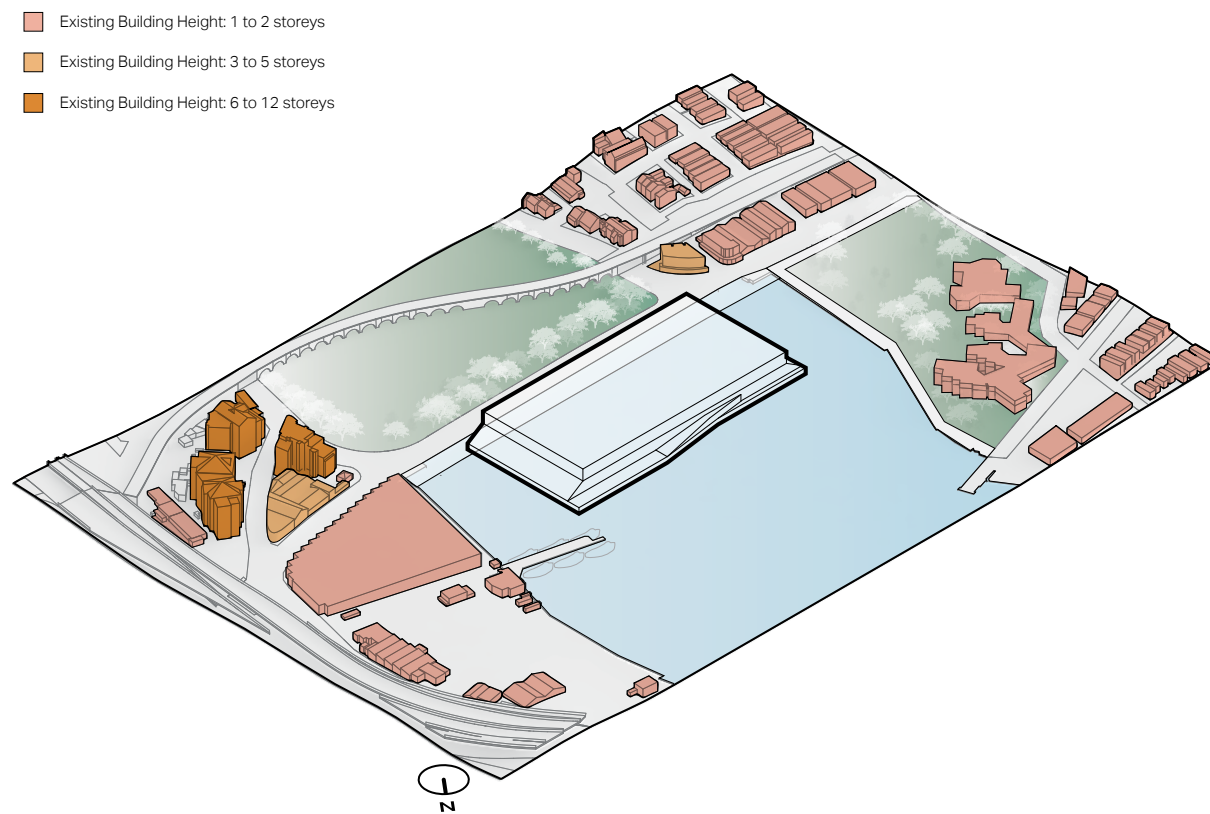 Existing Building Height: 1 to 2 storeys
Existing Building Height: 3 to 5 storeys
Existing Building Height: 6 to 12 storeys
N